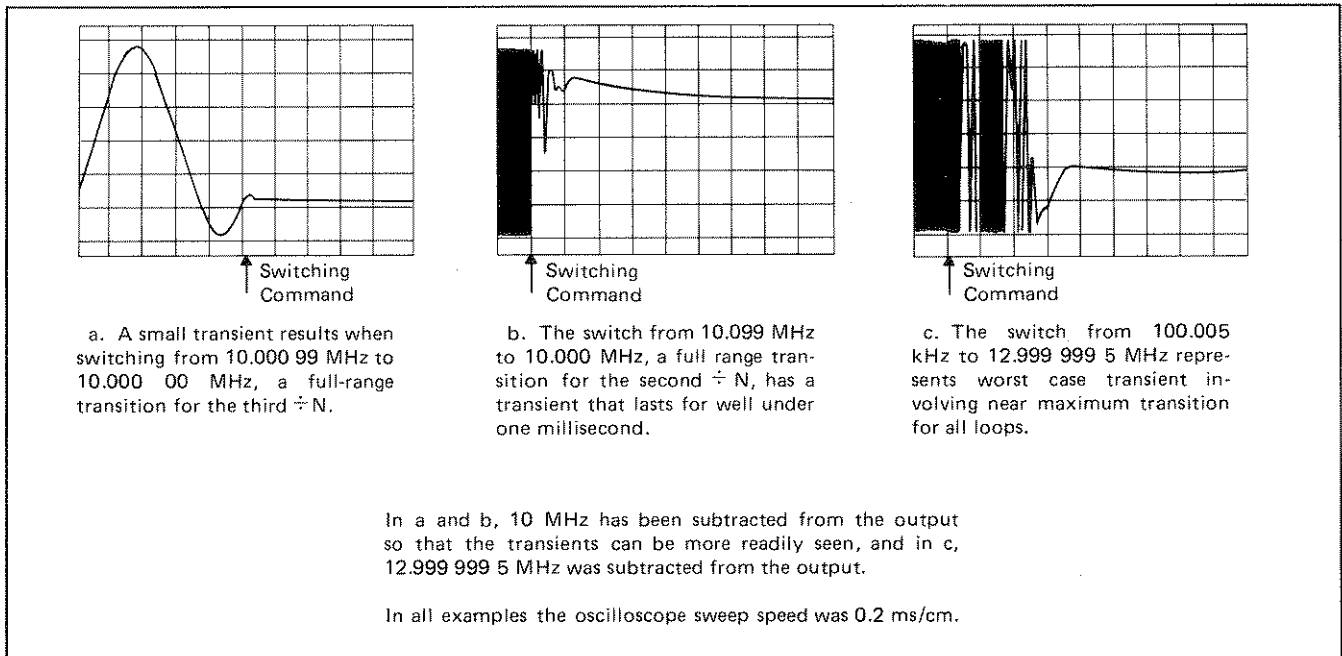 Switching
Command
a. A small transient results when
switching from 10.000 99 MHz to
10.000 00 MHz, a full-range
transition for the third ÷ N.
Switching
Command
b. The switch from 10.099 MHz
to 10.000 MHz, a full range tran-
sition for the second ÷ N, has a
transient that lasts for well under
one millisecond.
Switching
Command
c. The switch from 100.005
kHz to 12.999 999 5 MHz repre-
sents worst case transient in-
volving near maximum transition
for all loops.
In a and b, 10 MHz has been subtracted from the output
so that the transients can be more readily seen, and in c,
12.999 999 5 MHz was subtracted from the output.
In all examples the oscilloscope sweep speed was 0.2 ms/cm.